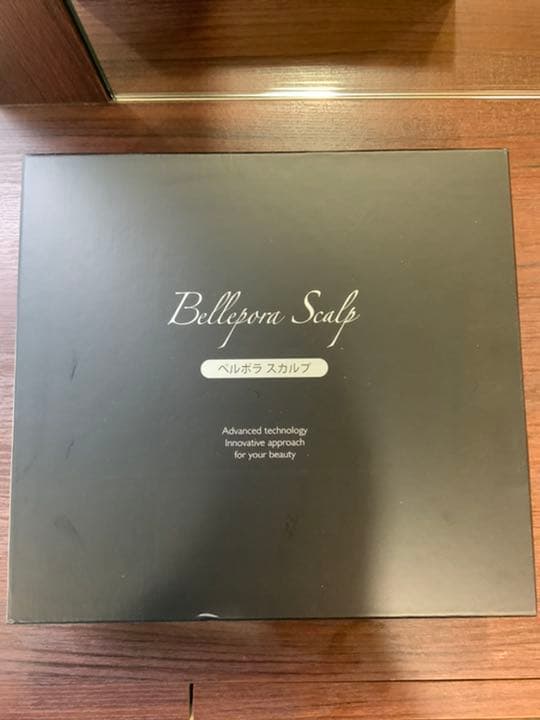 Bellepora Scalp
ベルポラ スカルプ
Advanced technology
Innovative approach
for your beauty